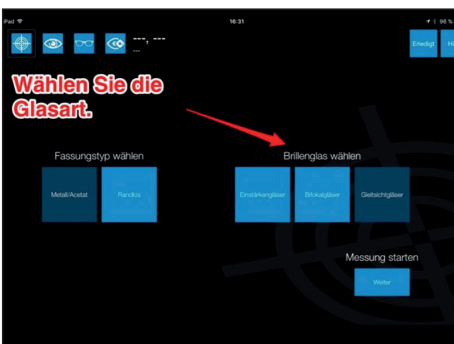 iPad 16:31 96 %
---, ---
---
Erledigt
Wählen Sie die
Glasart.
Fassungstyp wählen
Brillenglas wählen
Metall/Acetat
Randlos
Einstärkengläser
Bifokalgläser
Gleitsichtgläser
Messung starten
Weiter